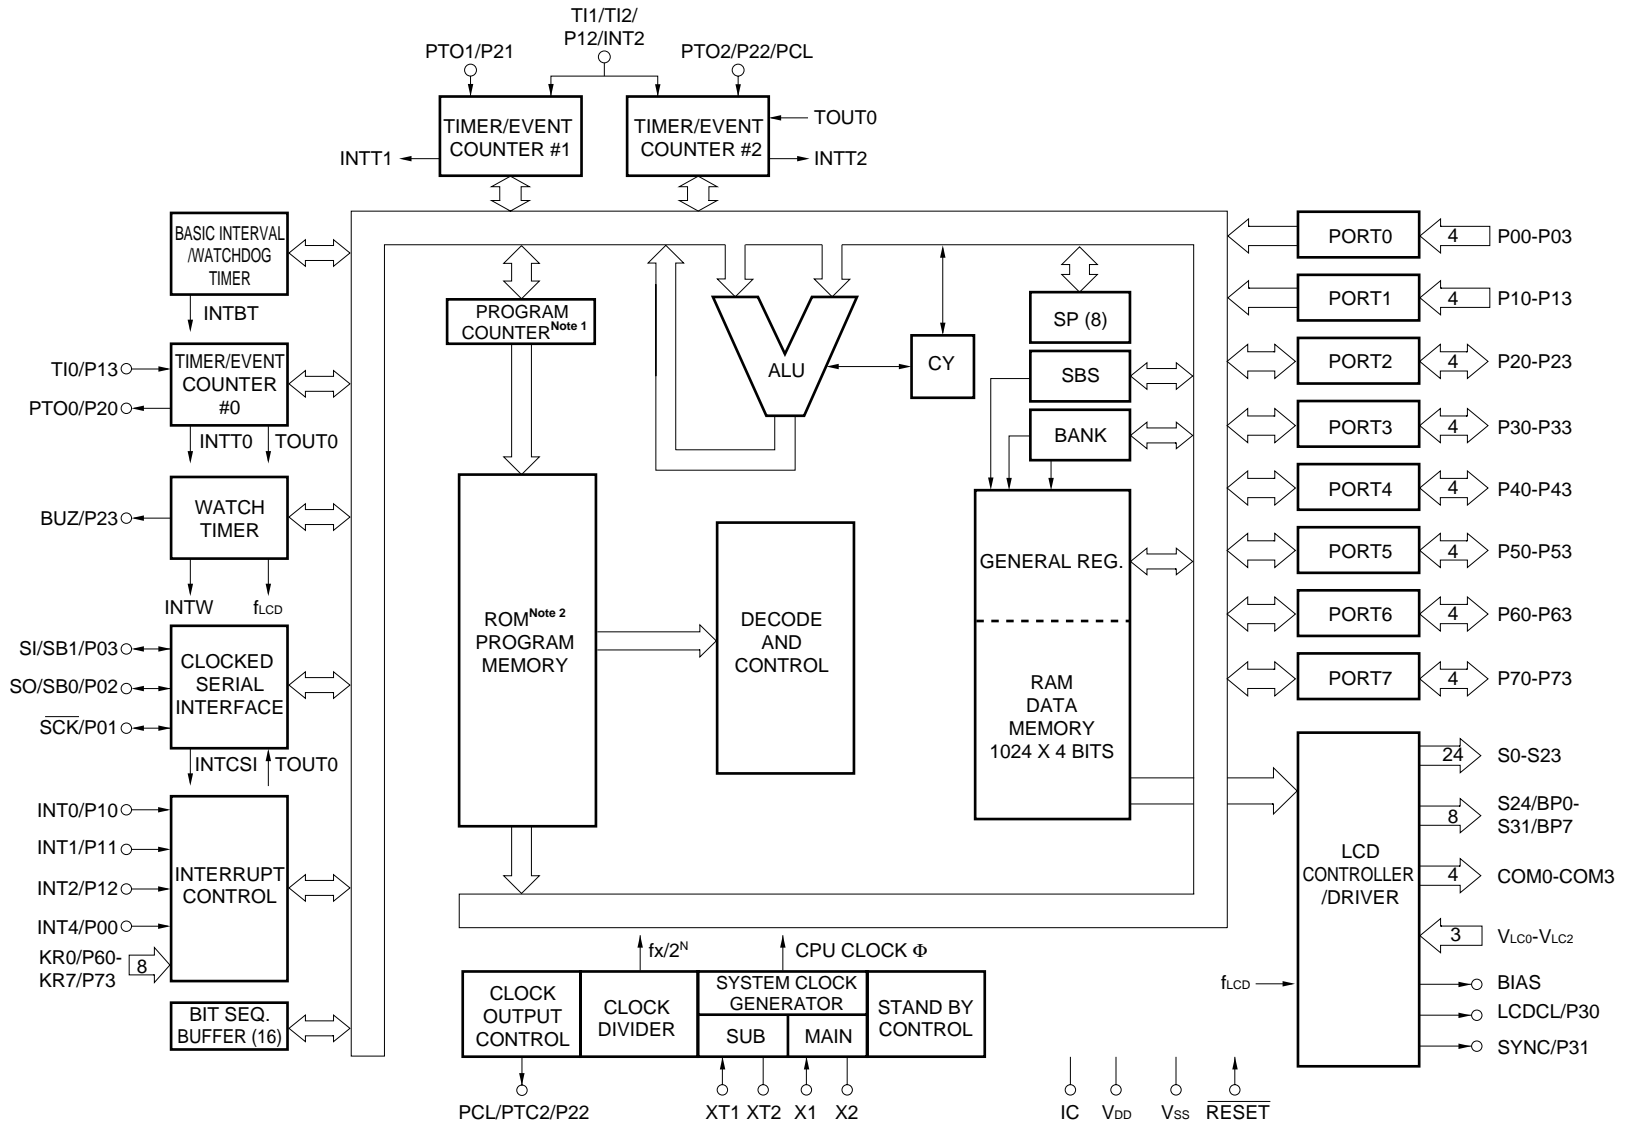 TI1/TI2/
P12/INT2
PTO1/P21
PTO2/P22/PCL
TIMER/EVENT
COUNTER #1
TIMER/EVENT
COUNTER #2
TOUT0
INTT1
INTT2
BASIC INTERVAL
/WATCHDOG
TIMER
INTBT
TI0/P13
PTO0/P20
TIMER/EVENT
COUNTER
#0
INTT0
TOUT0
BUZ/P23
WATCH
TIMER
INTW
fLCD
SI/SB1/P03
SO/SB0/P02
SCK/P01
CLOCKED
SERIAL
INTERFACE
INTCSI
TOUT0
INT0/P10
INT1/P11
INT2/P12
INT4/P00
KR0/P60-
KR7/P73
8
INTERRUPT
CONTROL
BIT SEQ.
BUFFER (16)
PROGRAM
COUNTER Note 1
ALU
CY
SP (8)
SBS
BANK
ROM Note 2
PROGRAM
MEMORY
DECODE
AND
CONTROL
GENERAL REG.
RAM
DATA
MEMORY
1024 X 4 BITS
fx/2N
CPU CLOCK Φ
CLOCK
OUTPUT
CONTROL
CLOCK
DIVIDER
SYSTEM CLOCK
GENERATOR
SUB
MAIN
STAND BY
CONTROL
PCL/PTC2/P22
XT1
XT2
X1
X2
IC
VDD
VSS
RESET
PORT0
4
P00-P03
PORT1
4
P10-P13
PORT2
4
P20-P23
PORT3
4
P30-P33
PORT4
4
P40-P43
PORT5
4
P50-P53
PORT6
4
P60-P63
PORT7
4
P70-P73
LCD
CONTROLLER
/DRIVER
24
S0-S23
8
S24/BP0-
S31/BP7
4
COM0-COM3
3
VLC0-VLC2
fLCD
BIAS
LCDCL/P30
SYNC/P31